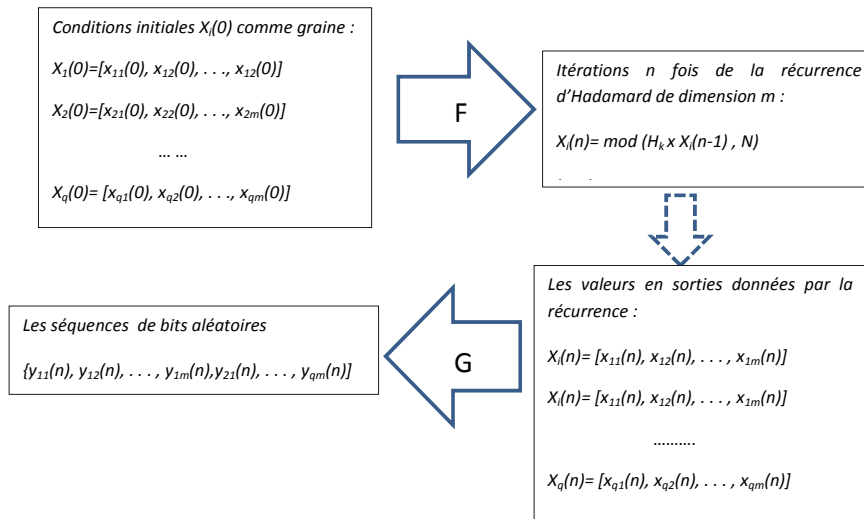 Conditions initiales Xi(0) comme graine :
X1(0)=[x11(0), x12(0), . . ., x12(0)]
X2(0)=[x21(0), x22(0), . . ., x2m(0)]
... ...
Xq(0)= [xq1(0), xq2(0), . . ., xqm(0)]
F
Itérations n fois de la récurrence
d'Hadamard de dimension m :
Xi(n)= mod (Hk x Xi(n-1) , N)
Les valeurs en sorties données par la
récurrence :
Xi(n)= [x11(n), x12(n), . . . , x1m(n)]
Xi(n)= [x11(n), x12(n), . . . , x1m(n)]
..........
Xq(n)= [xq1(n), xq2(n), . . . , xqm(n)]
G
Les séquences de bits aléatoires
{y11(n), y12(n), . . . , y1m(n),y21(n), . . . , yqm(n)]